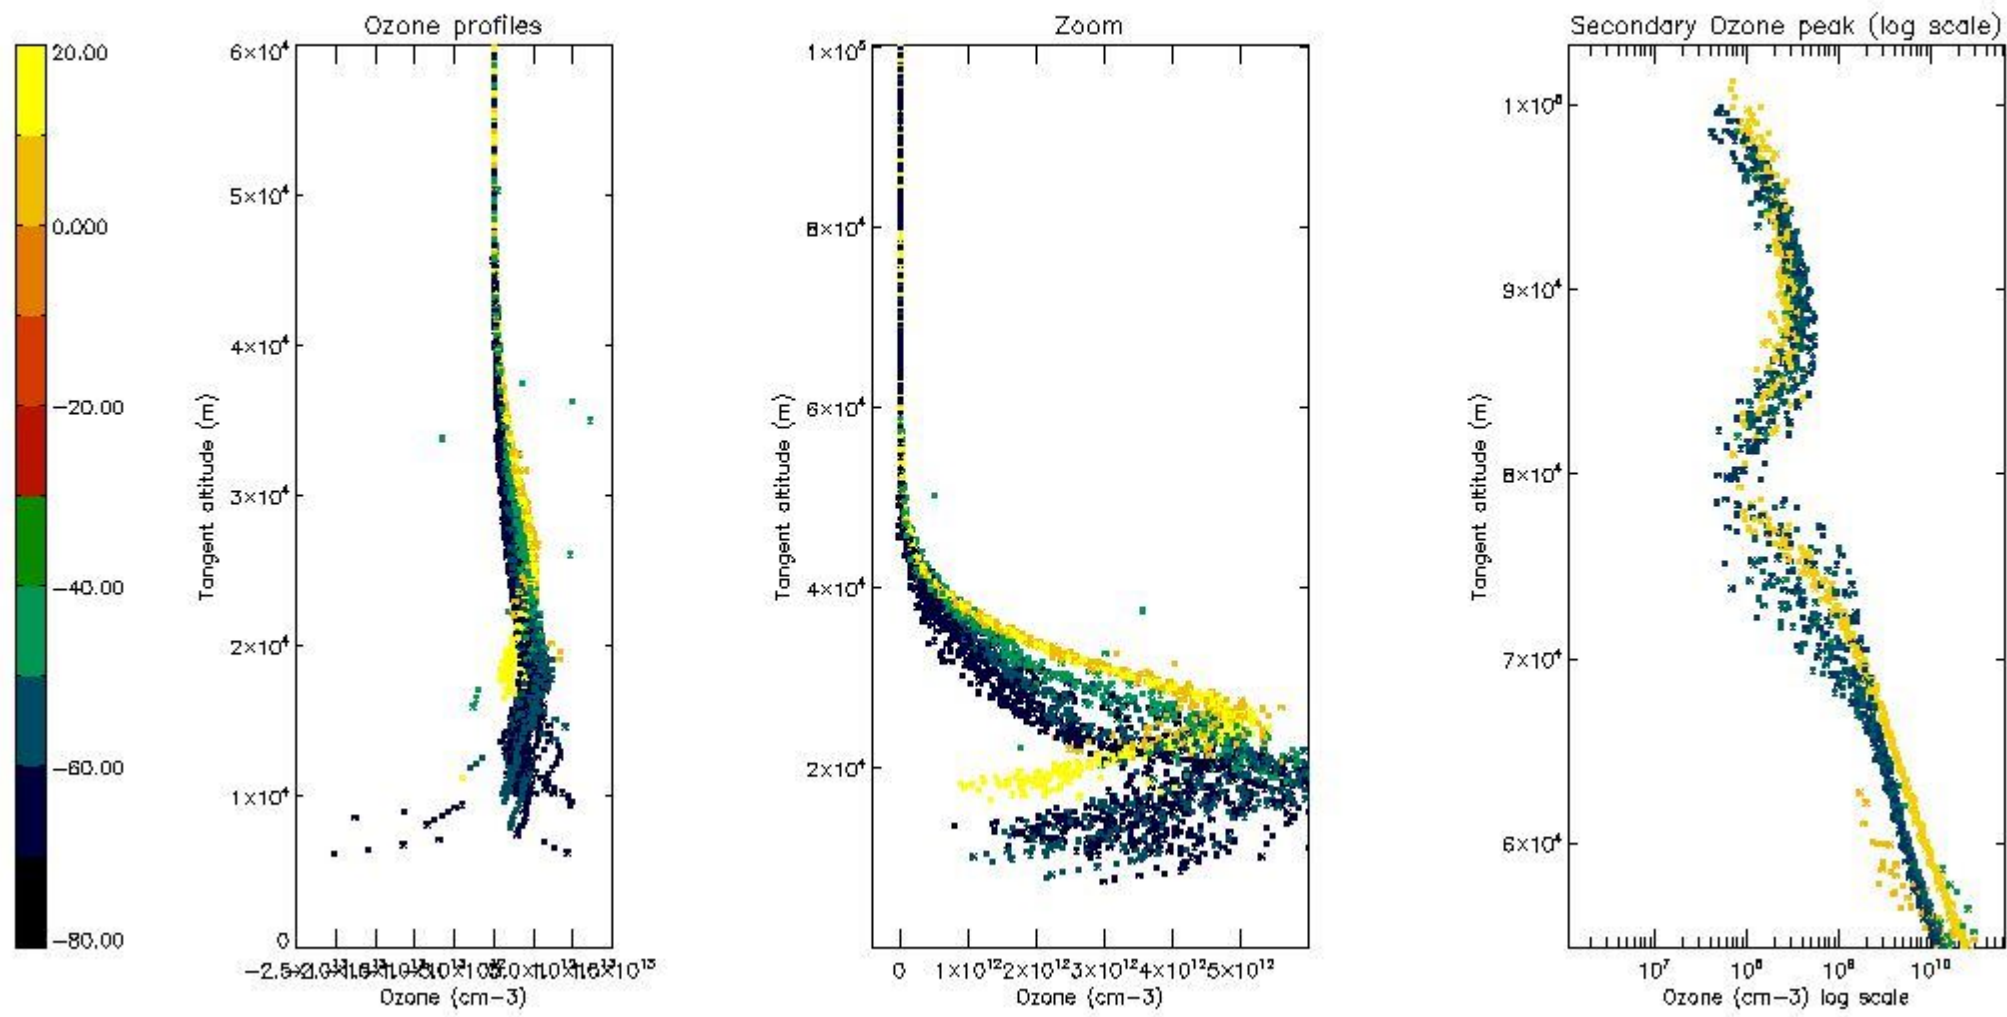 Ozone profiles
Zoom
Secondary Ozone peak (log scale)
20.00
0.000
−20.00
−40.00
−60.00
−80.00
6×10⁴
5×10⁴
4×10⁴
3×10⁴
2×10⁴
1×10⁴
0
Tangent altitude (m)
Ozone (cm−3)
1×10⁵
8×10⁴
6×10⁴
4×10⁴
2×10⁴
Tangent altitude (m)
0 1×10¹² 2×10¹² 3×10¹² 4×10¹² 5×10¹²
Ozone (cm−3)
9×10⁴
8×10⁴
7×10⁴
6×10⁴
Tangent altitude (m)
10⁷ 10⁸ 10⁹ 10¹⁰
Ozone (cm−3) log scale